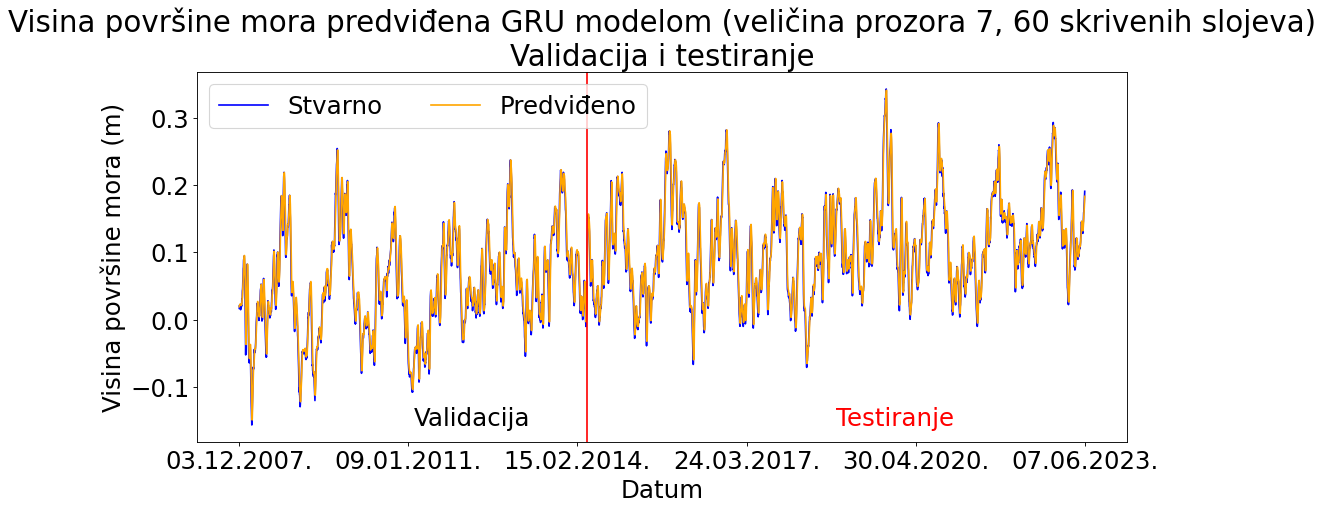 Visina površine mora predviđena GRU modelom (veličina prozora 7, 60 skrivenih slojeva)
Validacija i testiranje
Stvarno Predviđeno
Visina površine mora (m)
0.3
0.2
0.1
0.0
−0.1
Validacija Testiranje
03.12.2007. 09.01.2011. 15.02.2014. 24.03.2017. 30.04.2020. 07.06.2023.
Datum